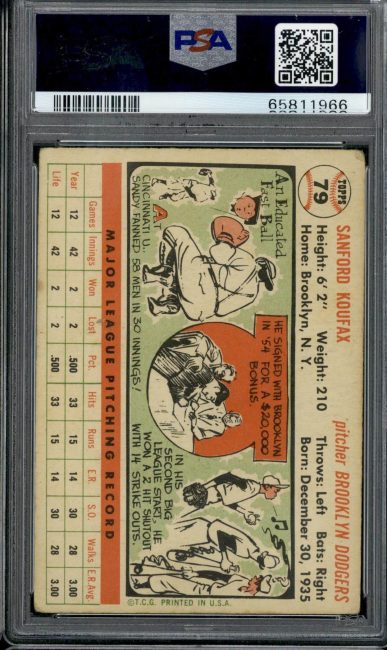 PSA
65811966
TOPPS
79
SANFORD KOUFAX
pitcher BROOKLYN DODGERS
Height: 6' 2" Weight: 210
Throws: Left Bats: Right
Home: Brooklyn, N. Y.
Born: December 30, 1935
An Educated
Fast Ball
AT
CINCINNATI U.,
SANDY FANNED 58 MEN IN 30 INNINGS!
HE SIGNED WITH BROOKLYN
IN '54 FOR A $20,000
BONUS
IN HIS
SECOND BIG
LEAGUE START, HE
WON A 2 HIT SHUTOUT
WITH 14 STRIKE OUTS.
MAJOR LEAGUE PITCHING RECORD
Games Innings Won Lost Pct. Hits Runs E.R. S.O. Walks E.R.Avg
Year 12 42 2 2 .500 33 15 14 30 28 3.00
Life 12 42 2 2 .500 33 15 14 30 28 3.00
©T.C.G. PRINTED IN U.S.A.